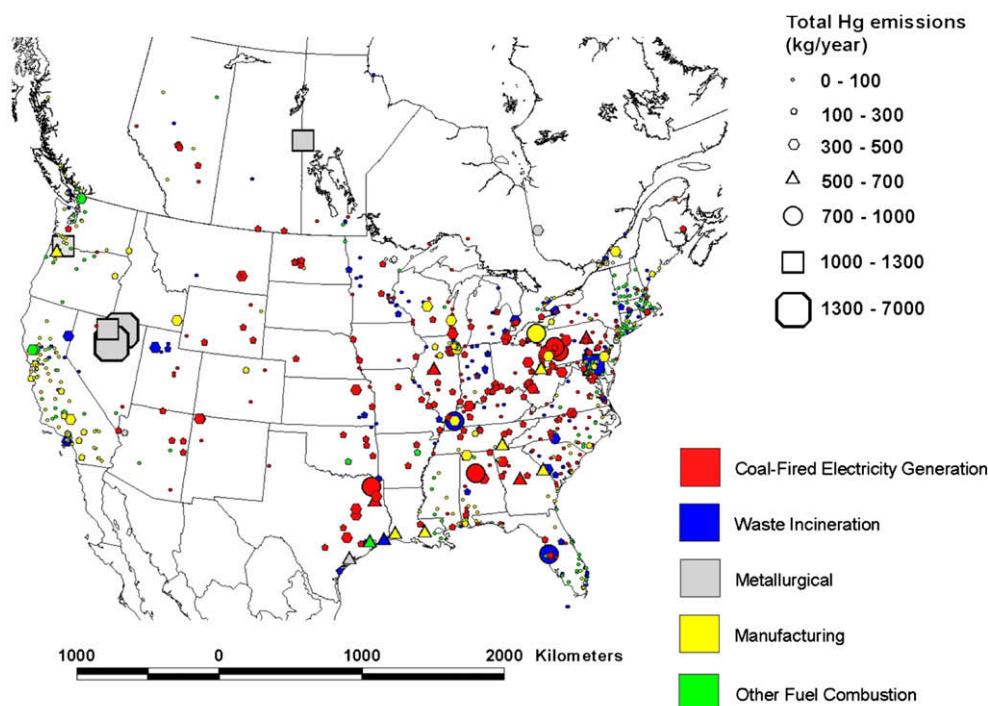 Total Hg emissions
(kg/year)
0 - 100
100 - 300
300 - 500
500 - 700
700 - 1000
1000 - 1300
1300 - 7000
Coal-Fired Electricity Generation
Waste Incineration
Metallurgical
Manufacturing
Other Fuel Combustion
1000 0 1000 2000 Kilometers